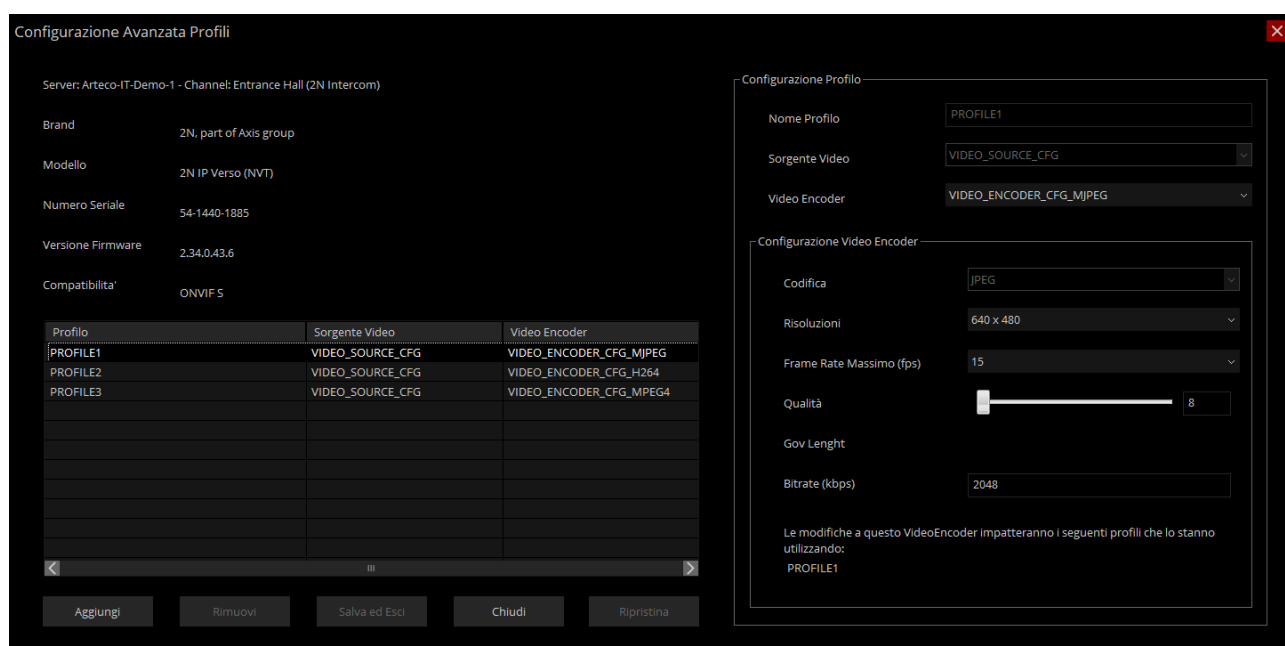 Configurazione Avanzata Profili
Server: Arteco-IT-Demo-1 - Channel: Entrance Hall (2N Intercom)
Brand
2N, part of Axis group
Modello
2N IP Verso (NVT)
Numero Seriale
54-1440-1885
Versione Firmware
2.34.0.43.6
Compatibilita'
ONVIF S
Profilo Sorgente Video Video Encoder
PROFILE1 VIDEO_SOURCE_CFG VIDEO_ENCODER_CFG_MJPEG
PROFILE2 VIDEO_SOURCE_CFG VIDEO_ENCODER_CFG_H264
PROFILE3 VIDEO_SOURCE_CFG VIDEO_ENCODER_CFG_MPEG4
Aggiungi Rimuovi Salva ed Esci Chiudi Ripristina
Configurazione Profilo
Nome Profilo PROFILE1
Sorgente Video VIDEO_SOURCE_CFG
Video Encoder VIDEO_ENCODER_CFG_MJPEG
Configurazione Video Encoder
Codifica JPEG
Risoluzioni 640 x 480
Frame Rate Massimo (fps) 15
Qualità 8
Gov Lenght
Bitrate (kbps) 2048
Le modifiche a questo VideoEncoder impatteranno i seguenti profili che lo stanno
utilizzando:
PROFILE1